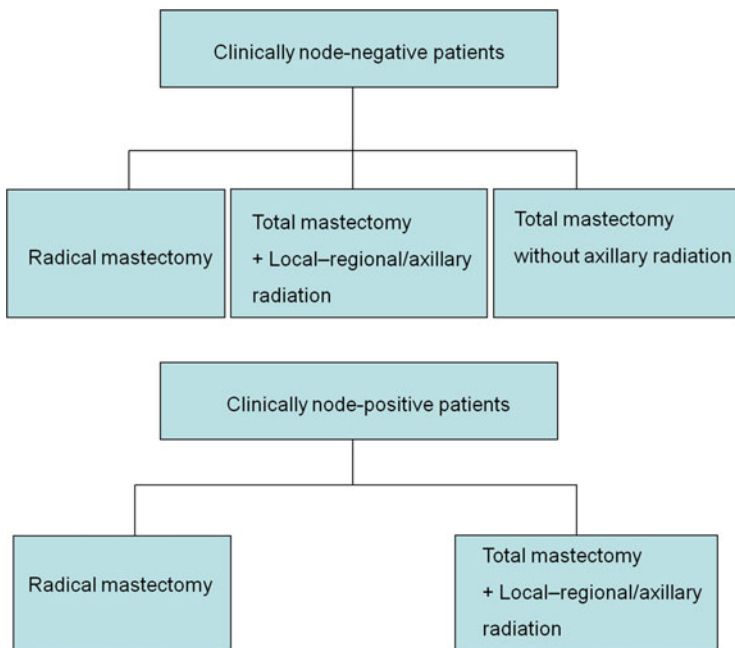 Clinically node-negative patients
Radical mastectomy
Total mastectomy
+ Local–regional/axillary
radiation
Total mastectomy
without axillary radiation
Clinically node-positive patients
Radical mastectomy
Total mastectomy
+ Local–regional/axillary
radiation